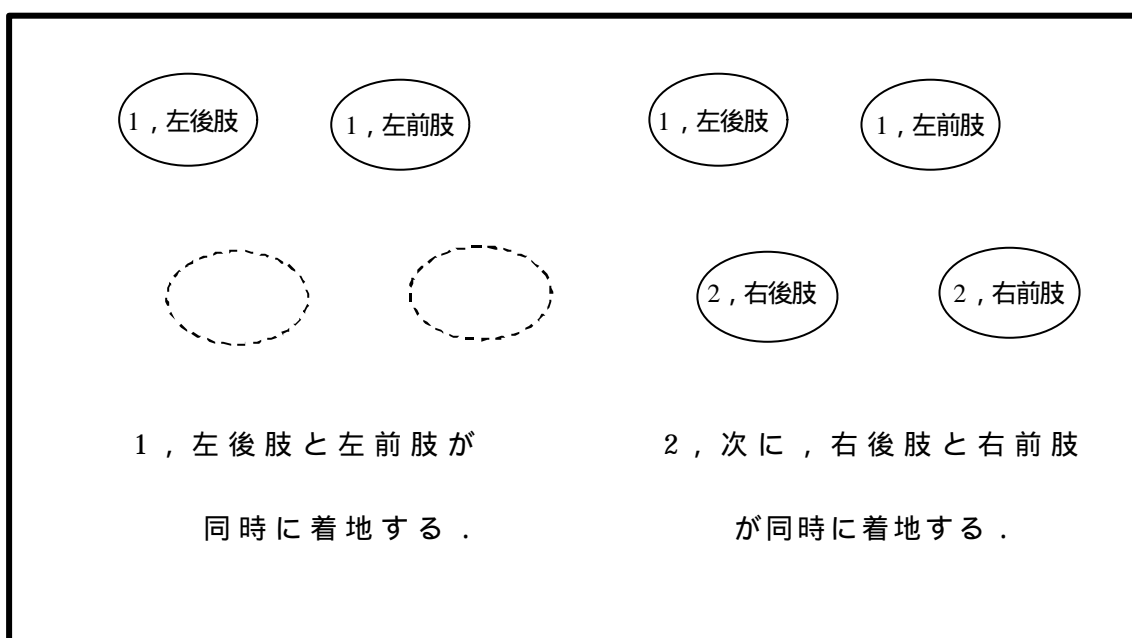 1，左後肢
1，左前肢
1，左後肢
1，左前肢
2，右後肢
2，右前肢
1，左後肢と左前肢が
同時に着地する．
2，次に，右後肢と右前肢
が同時に着地する．